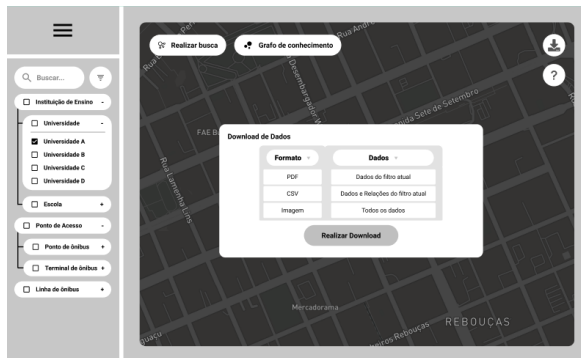 Buscar...
Instituição de Ensino -
Universidade -
Universidade A
Universidade B
Universidade C
Universidade D
Escola +
Ponto de Acesso -
Ponto de ônibus +
Terminal de ônibus +
Linha de ônibus +
Realizar busca
Grafo de conhecimento
?
Rua André
Desembargador
Avenida Sete de Setembro
FAE B
Rua Lamenha Lins
Download de Dados
Formato
Dados
PDF
Dados do filtro atual
CSV
Dados e Relações do filtro atual
Imagem
Todos os dados
Realizar Download
Mercadorama
REBOUÇAS
eiros Rebouças
guaçu